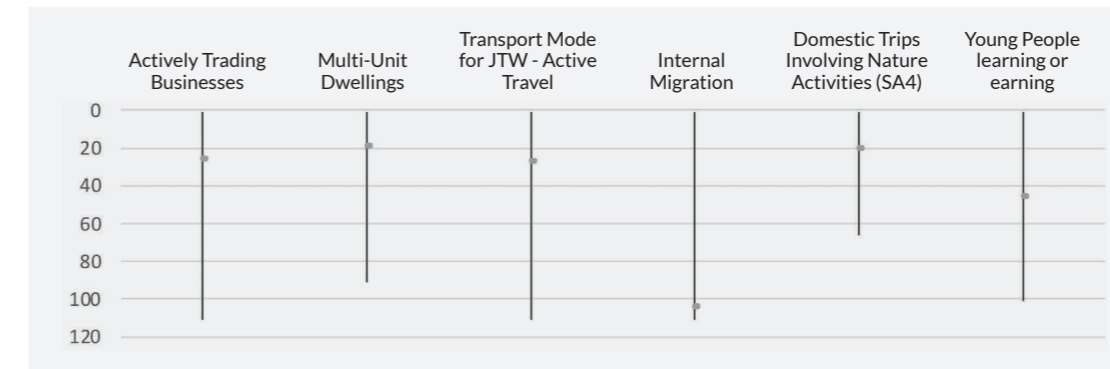 Actively Trading
Businesses
Multi-Unit
Dwellings
Transport Mode
for JTW - Active
Travel
Internal
Migration
Domestic Trips
Involving Nature
Activities (SA4)
Young People
learning or
earning
0
20
40
60
80
100
120